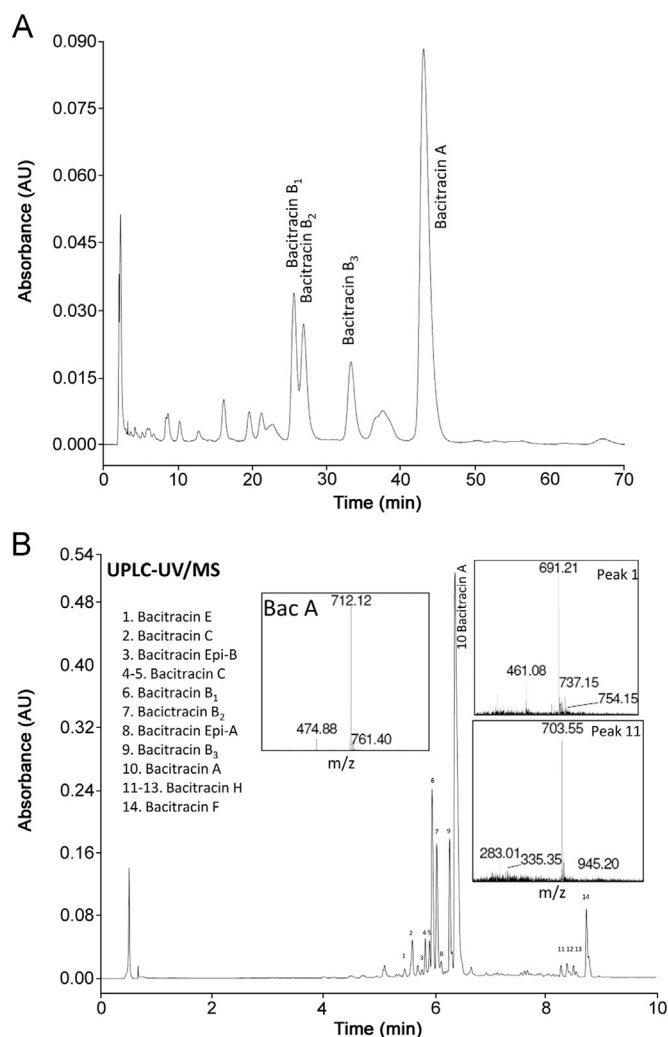 A
0.090
0.075
0.060
0.045
0.030
0.015
0.000
Absorbance (AU)
Bacitracin B1
Bacitracin B2
Bacitracin B3
Bacitracin A
0 10 20 30 40 50 60 70
Time (min)
B
0.54
0.48
0.40
0.32
0.24
0.16
0.08
0.00
Absorbance (AU)
UPLC-UV/MS
1. Bacitracin E
2. Bacitracin C
3. Bacitracin Epi-B
4-5. Bacitracin C
6. Bacitracin B1
7. Bacictracin B2
8. Bacitracin Epi-A
9. Bacitracin B3
10. Bacitracin A
11-13. Bacitracin H
14. Bacitracin F
Bac A
712.12
474.88
761.40
m/z
10 Bacitracin A
691.21
Peak 1
461.08
737.15
754.15
703.55
Peak 11
283.01
335.35
945.20
m/z
1
2
3
4
5
6
7
8
9
11 12 13
14
0 2 4 6 8 10
Time (min)